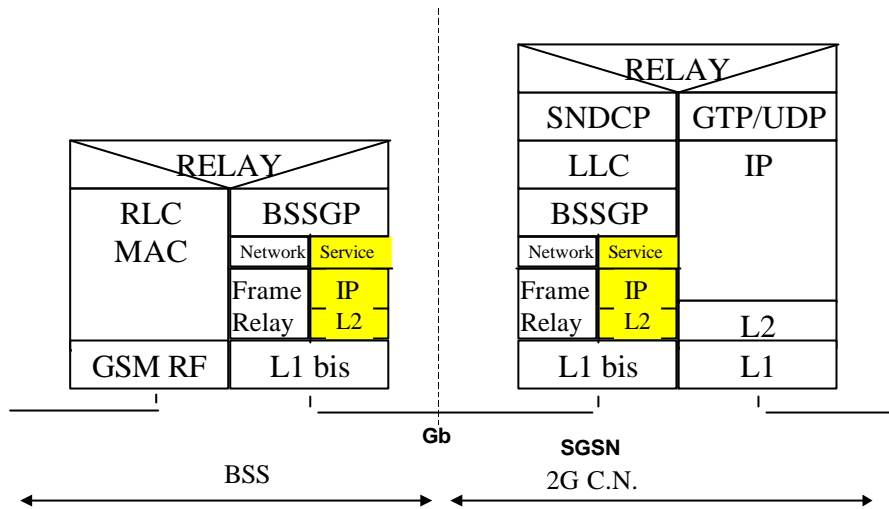 RELAY
SNDCP GTP/UDP
RELAY LLC IP
RLC BSSGP BSSGP
MAC Network Service Network Service
Frame IP Frame IP
Relay L2 Relay L2 L2
GSM RF L1 bis L1 bis L1
Gb
SGSN
BSS 2G C.N.